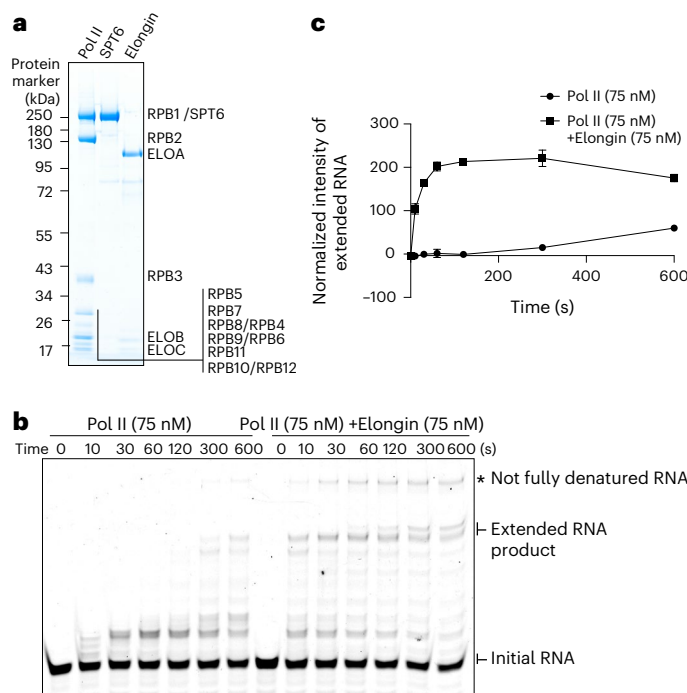 a
Pol II
SPT6
Elongin
Protein
marker
(kDa)
250
180
130
95
72
55
43
34
26
17
RPB1 /SPT6
RPB2
ELOA
RPB3
ELOB
ELOC
RPB5
RPB7
RPB8/RPB4
RPB9/RPB6
RPB11
RPB10/RPB12
c
Pol II (75 nM)
Pol II (75 nM)
+Elongin (75 nM)
Normalized intensity of
extended RNA
300
200
100
0
–100
200 400 600
Time (s)
b
Pol II (75 nM) Pol II (75 nM) +Elongin (75 nM)
Time 0 10 30 60 120 300 600 0 10 30 60 120 300 600 (s)
* Not fully denatured RNA
Extended RNA
product
Initial RNA